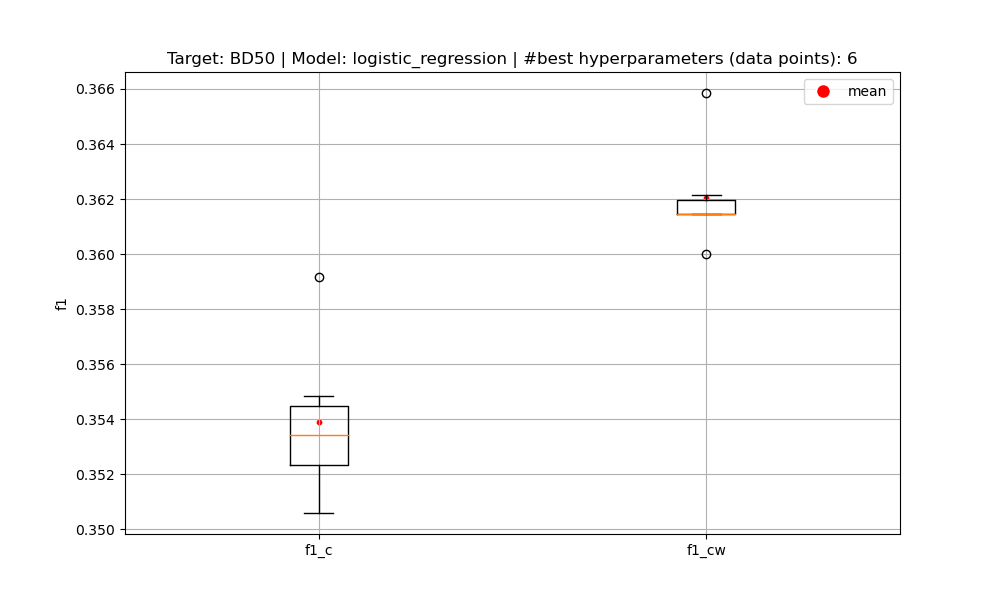 Target: BD50 | Model: logistic_regression | #best hyperparameters (data points): 6
mean
0.366
0.364
0.362
0.360
0.358
0.356
0.354
0.352
0.350
f1
f1_c
f1_cw